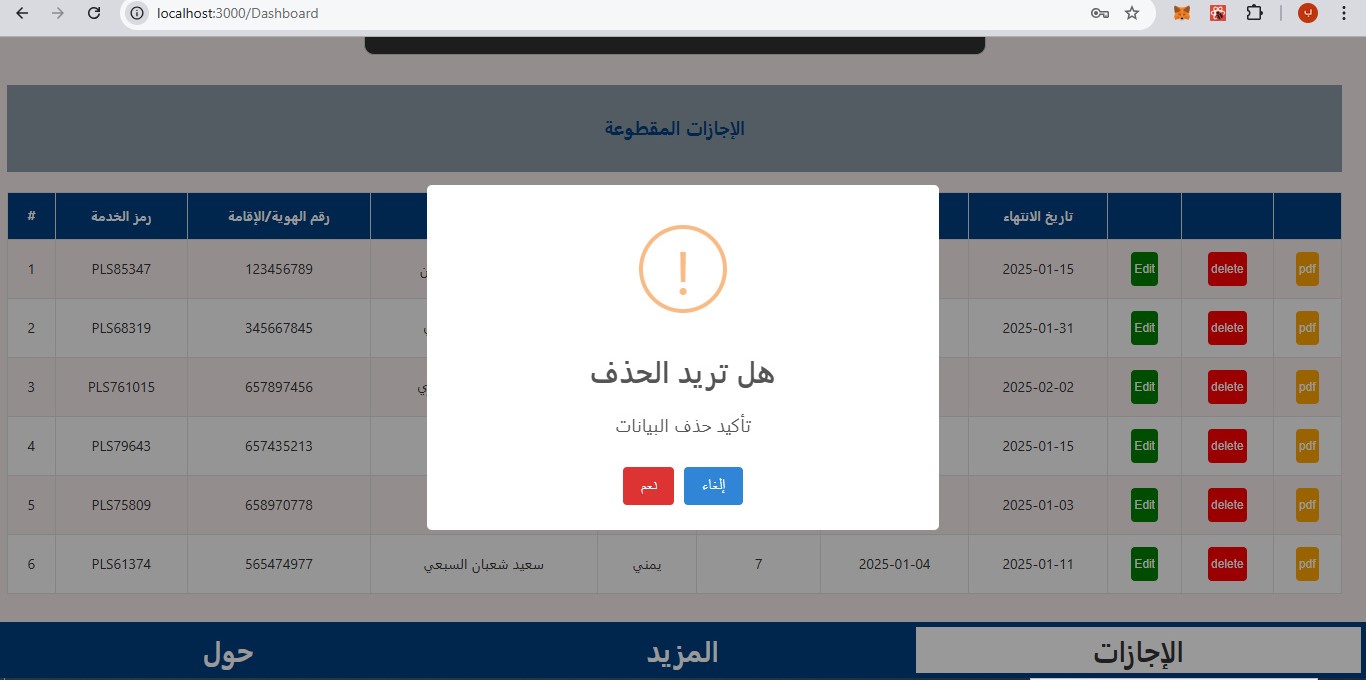 localhost:3000/Dashboard
ب
الإجازات المقطوعة
# رمز الخدمة رقم الهوية/الإقامة تاريخ الانتهاء
1 PLS85347 123456789 2025-01-15 Edit delete pdf
2 PLS68319 345667845 2025-01-31 Edit delete pdf
3 PLS761015 657897456 2025-02-02 Edit delete pdf
4 PLS79643 657435213 2025-01-15 Edit delete pdf
5 PLS75809 658970778 2025-01-03 Edit delete pdf
6 PLS61374 565474977 سعيد شعبان السبعي يمني 7 2025-01-04 2025-01-11 Edit delete pdf
!
هل تريد الحذف
تأكيد حذف البيانات
إلغاء نعم
الإجازات المزيد حول